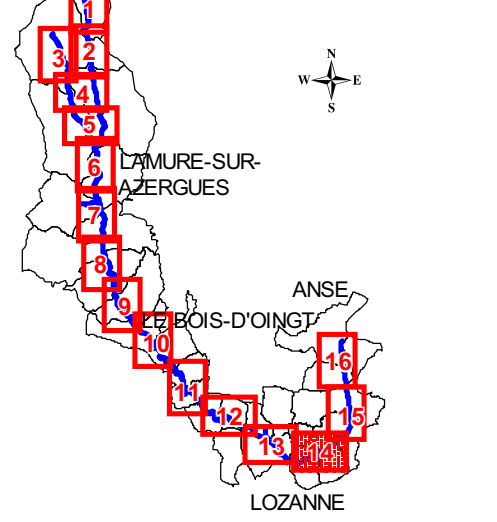 1
2
3
N
W E
S
4
5
6
LAMURE-SUR-
AZERGUES
7
8
9
ANSE
LE BOIS-D'OINGT
10
16
11
12
15
13
14
LOZANNE